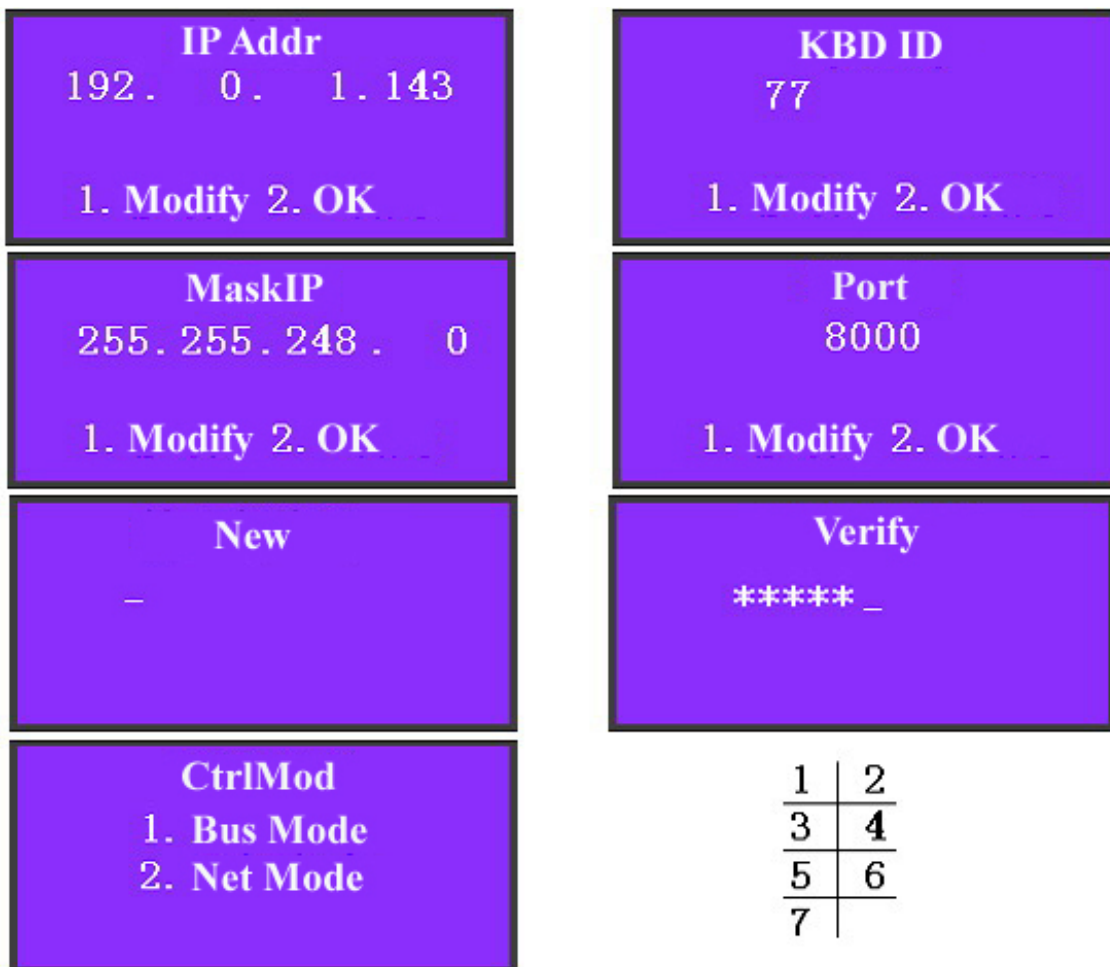 IP Addr
192. 0. 1.143
1. Modify 2. OK
KBD ID
77
1. Modify 2. OK
MaskIP
255.255.248. 0
1. Modify 2. OK
Port
8000
1. Modify 2. OK
New
_
Verify
*****_
CtrlMod
1. Bus Mode
2. Net Mode
1 2
3 4
5 6
7